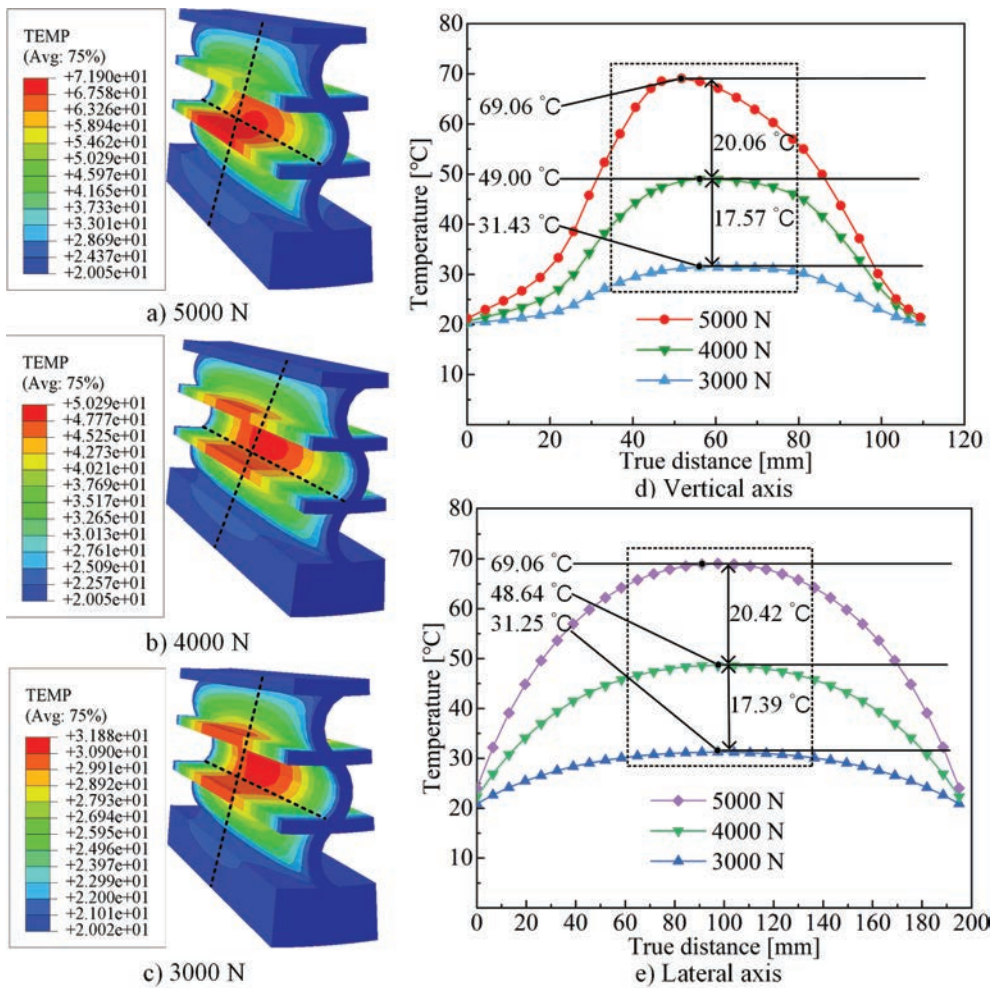 TEMP
(Avg: 75%)
+7.190e+01
+6.758e+01
+6.326e+01
+5.894e+01
+5.462e+01
+5.029e+01
+4.597e+01
+4.165e+01
+3.733e+01
+3.301e+01
+2.869e+01
+2.437e+01
+2.005e+01
a) 5000 N
TEMP
(Avg: 75%)
+5.029e+01
+4.777e+01
+4.525e+01
+4.273e+01
+4.021e+01
+3.769e+01
+3.517e+01
+3.265e+01
+3.013e+01
+2.761e+01
+2.509e+01
+2.257e+01
+2.005e+01
b) 4000 N
TEMP
(Avg: 75%)
+3.188e+01
+3.090e+01
+2.991e+01
+2.892e+01
+2.793e+01
+2.694e+01
+2.595e+01
+2.496e+01
+2.397e+01
+2.299e+01
+2.200e+01
+2.101e+01
+2.002e+01
c) 3000 N
80
70
60
50
40
30
20
10
Temperature [℃]
69.06 ℃
49.00 ℃
31.43 ℃
20.06 ℃
17.57 ℃
5000 N
4000 N
3000 N
0 20 40 60 80 100 120
True distance [mm]
d) Vertical axis
80
70
60
50
40
30
20
10
Temperature [℃]
69.06 ℃
48.64 ℃
31.25 ℃
20.42 ℃
17.39 ℃
5000 N
4000 N
3000 N
0 20 40 60 80 100 120 140 160 180 200
True distance [mm]
e) Lateral axis